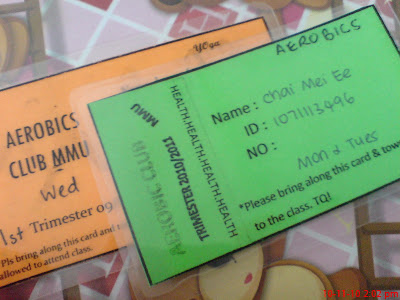 YOga
AEROBICS
CLUB MMU
Wed
1st Trimester 09
Pls bring along this card and
allowed to attend class.
AEROBICS
Name: Chai Mei Ee
ID: 1071113496
NO:
Mon & Tues
*Please bring along this card & tow
to the class, TQ!
HEALTH.HEALTH.HEALTH.HEALTH
TRIMESTER 2010/2011
MMU
AEROBIC CLUB